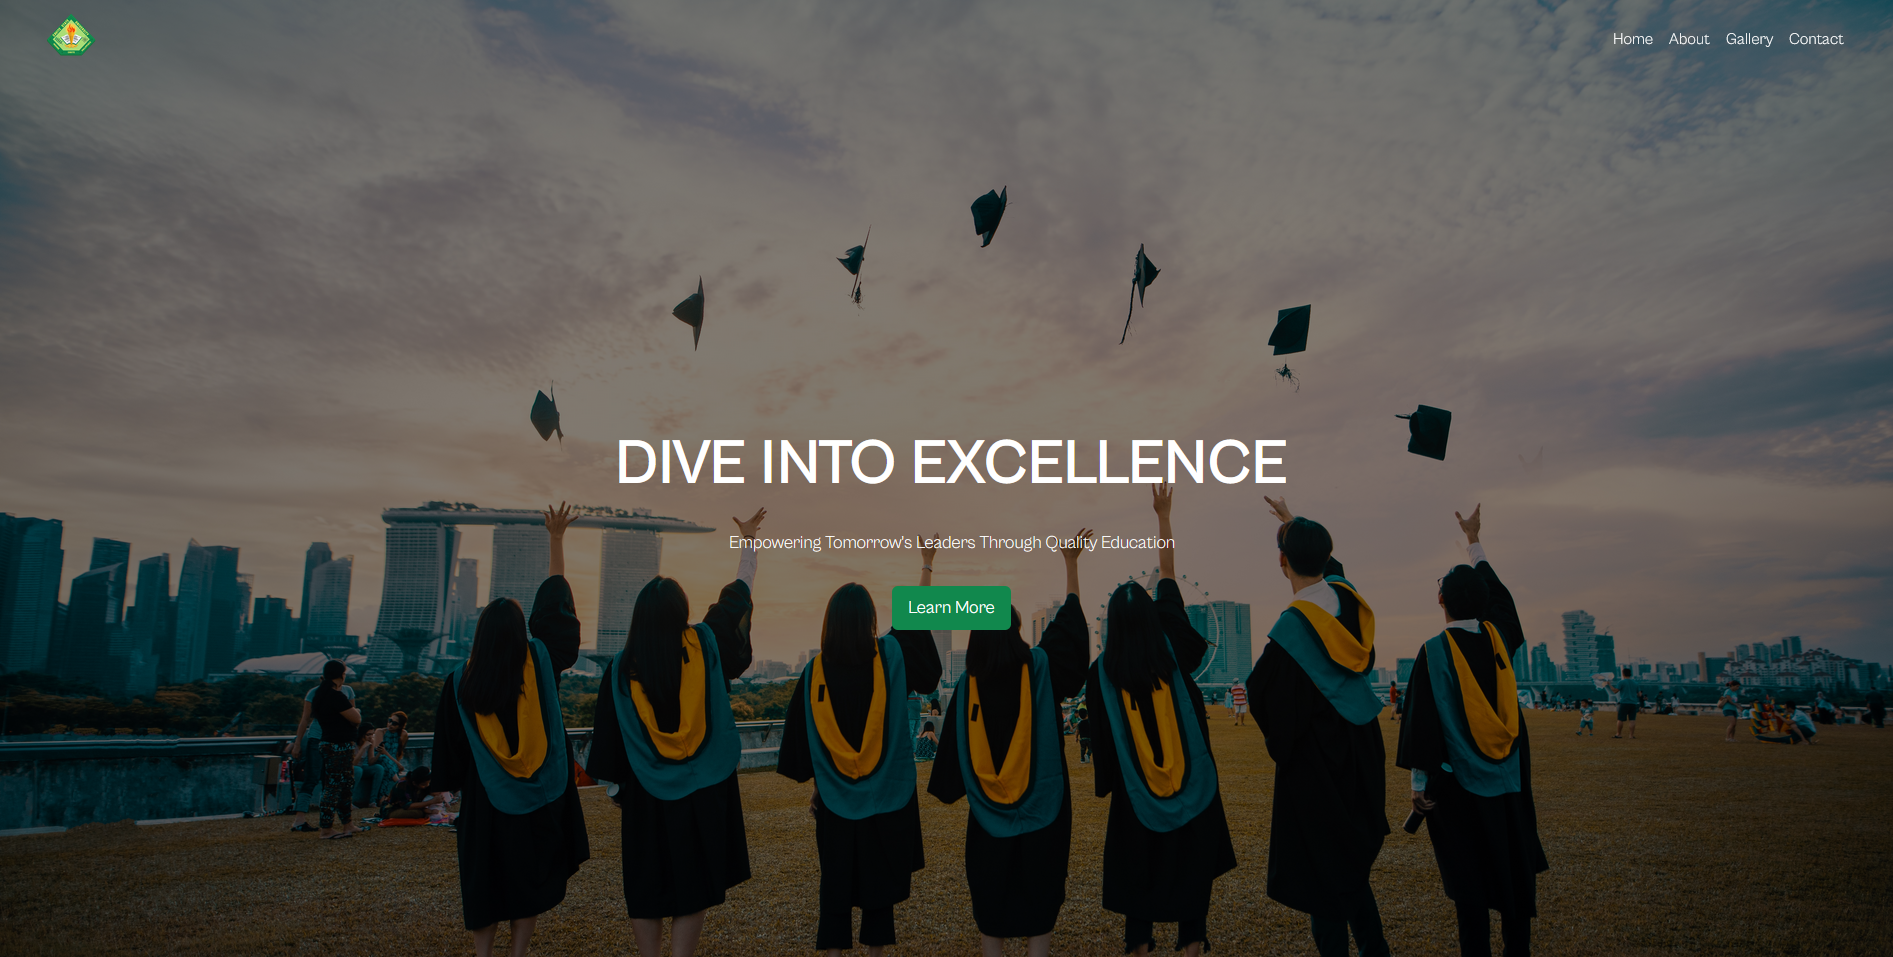 Home About Gallery Contact
DIVE INTO EXCELLENCE
Empowering Tomorrow's Leaders Through Quality Education
Learn More